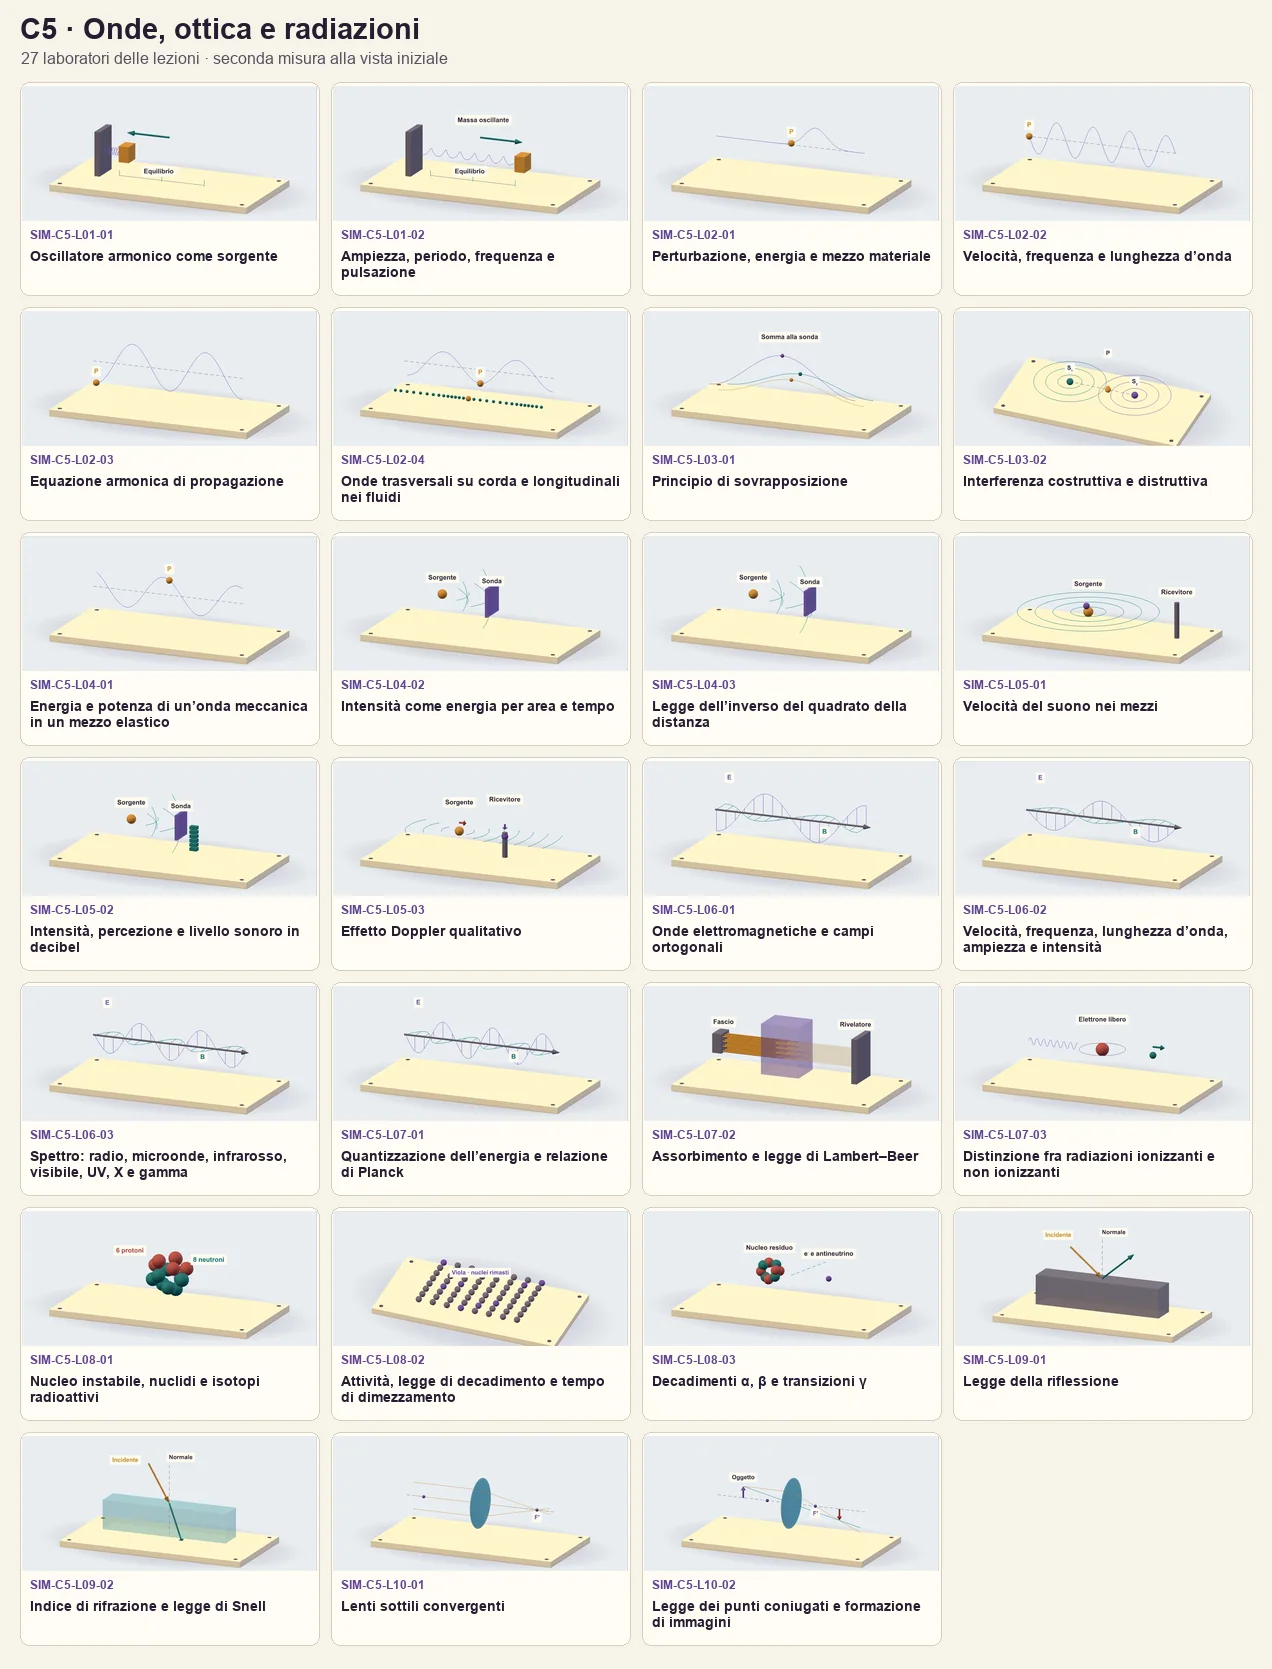 C5 · Onde, ottica e radiazioni
27 laboratori delle lezioni · seconda misura alla vista iniziale
Equilibrio
SIM-C5-L01-01
Oscillatore armonico come sorgente
Massa oscillante
Equilibrio
SIM-C5-L01-02
Ampiezza, periodo, frequenza e
pulsazione
P
SIM-C5-L02-01
Perturbazione, energia e mezzo materiale
P
SIM-C5-L02-02
Velocità, frequenza e lunghezza d’onda
P
SIM-C5-L02-03
Equazione armonica di propagazione
P
SIM-C5-L02-04
Onde trasversali su corda e longitudinali
nei fluidi
Somma alla sonda
SIM-C5-L03-01
Principio di sovrapposizione
P
S₁
S₂
SIM-C5-L03-02
Interferenza costruttiva e distruttiva
P
SIM-C5-L04-01
Energia e potenza di un’onda meccanica
in un mezzo elastico
Sorgente
Sonda
SIM-C5-L04-02
Intensità come energia per area e tempo
Sorgente
Sonda
SIM-C5-L04-03
Legge dell’inverso del quadrato della
distanza
Sorgente
Ricevitore
SIM-C5-L05-01
Velocità del suono nei mezzi
Sorgente
Sonda
SIM-C5-L05-02
Intensità, percezione e livello sonoro in
decibel
Sorgente
Ricevitore
SIM-C5-L05-03
Effetto Doppler qualitativo
E
B
SIM-C5-L06-01
Onde elettromagnetiche e campi
ortogonali
E
B
SIM-C5-L06-02
Velocità, frequenza, lunghezza d’onda,
ampiezza e intensità
E
B
SIM-C5-L06-03
Spettro: radio, microonde, infrarosso,
visibile, UV, X e gamma
E
B
SIM-C5-L07-01
Quantizzazione dell’energia e relazione
di Planck
Fascio
Rivelatore
SIM-C5-L07-02
Assorbimento e legge di Lambert–Beer
Elettrone libero
SIM-C5-L07-03
Distinzione fra radiazioni ionizzanti e
non ionizzanti
6 protoni
8 neutroni
SIM-C5-L08-01
Nucleo instabile, nuclidi e isotopi
radioattivi
Viola · nuclei rimasti
SIM-C5-L08-02
Attività, legge di decadimento e tempo
di dimezzamento
Nucleo residuo
e⁻ e antineutrino
SIM-C5-L08-03
Decadimenti α, β e transizioni γ
Incidente
Normale
SIM-C5-L09-01
Legge della riflessione
Incidente
Normale
SIM-C5-L09-02
Indice di rifrazione e legge di Snell
F'
SIM-C5-L10-01
Lenti sottili convergenti
Oggetto
F'
SIM-C5-L10-02
Legge dei punti coniugati e formazione
di immagini